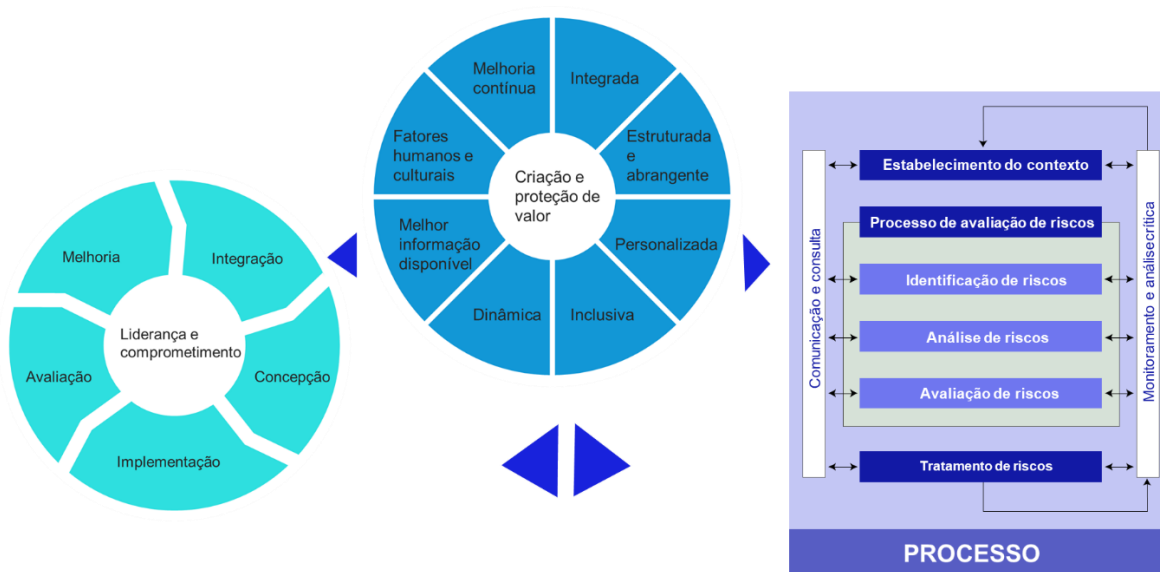 Melhoria
Integração
Liderança e
comprometimento
Avaliação
Concepção
Implementação
Melhoria
contínua
Integrada
Fatores
humanos e
culturais
Estruturada
e
abrangente
Criação e
proteção de
valor
Melhor
informação
disponível
Personalizada
Dinâmica
Inclusiva
Comunicação e consulta
Estabelecimento do contexto
Processo de avaliação de riscos
Identificação de riscos
Análise de riscos
Avaliação de riscos
Tratamento de riscos
Monitoramento e análisecrítica
PROCESSO